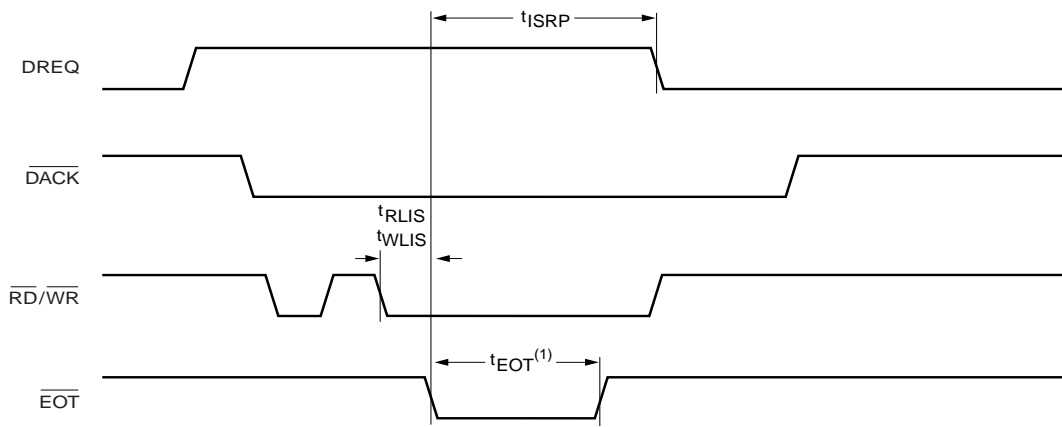 tISRP
DREQ
DACK
tRLIS
tWLIS
RD/WR
tEOT(1)
EOT